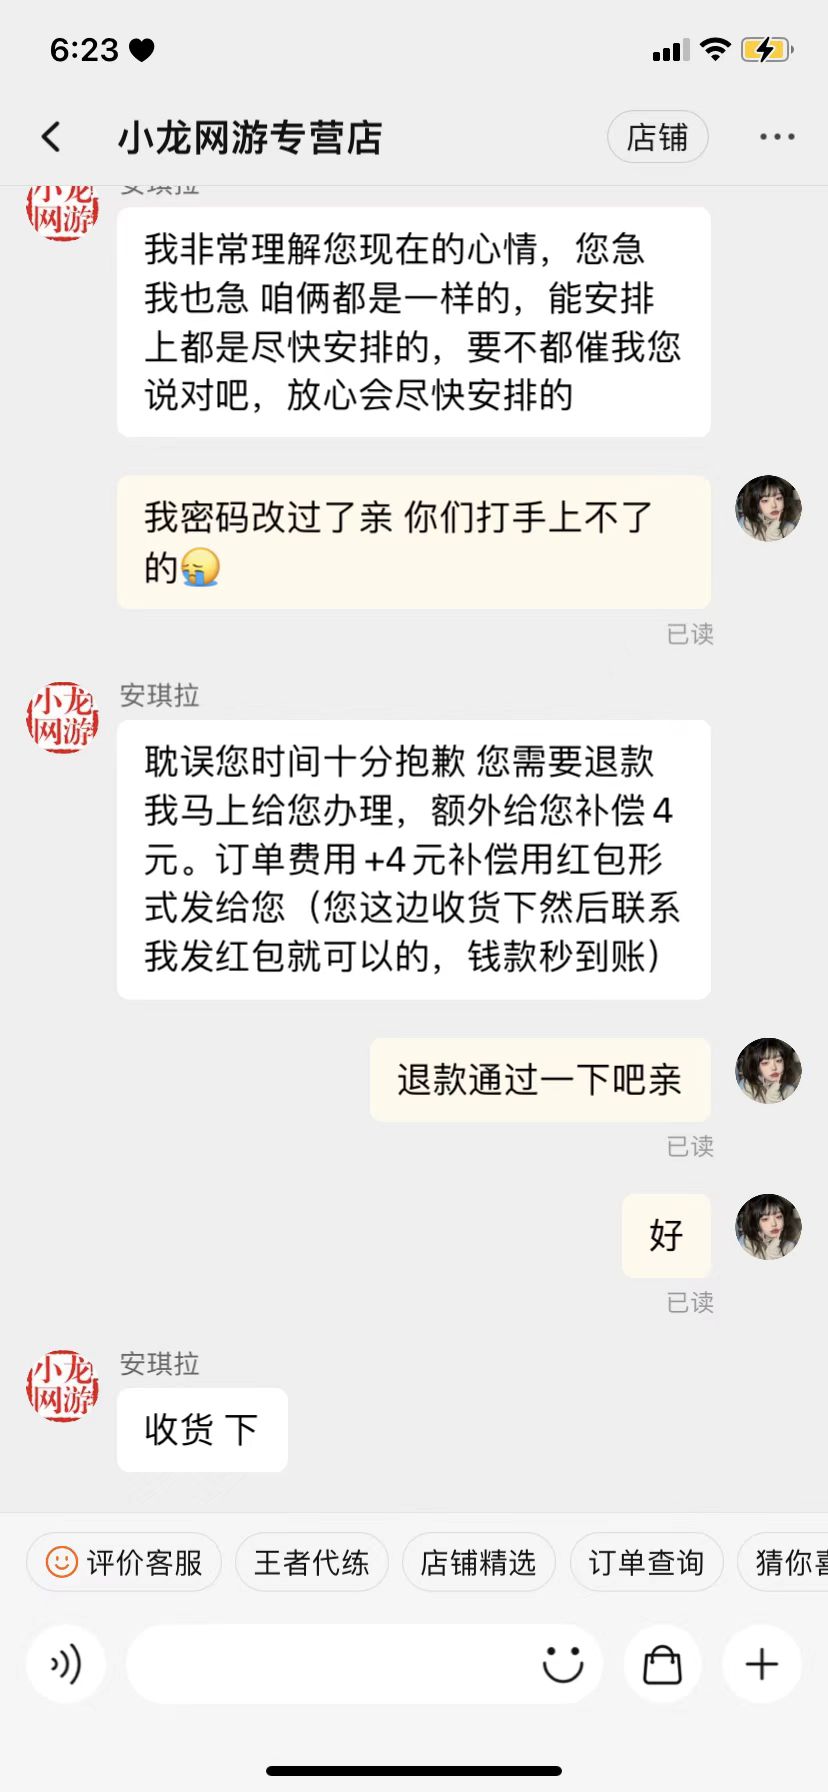 6:23
小龙网游专营店
店铺
安琪拉
小龙
网游
我非常理解您现在的心情，您急
我也急 咱俩都是一样的，能安排
上都是尽快安排的，要不都催我您
说对吧，放心会尽快安排的
我密码改过了亲 你们打手上不了
的😭
已读
安琪拉
小龙
网游
耽误您时间十分抱歉 您需要退款
我马上给您办理，额外给您补偿4
元。订单费用+4元补偿用红包形
式发给您（您这边收货下然后联系
我发红包就可以的，钱款秒到账）
退款通过一下吧亲
已读
好
已读
安琪拉
小龙
网游
收货 下
评价客服
王者代练
店铺精选
订单查询
猜你喜